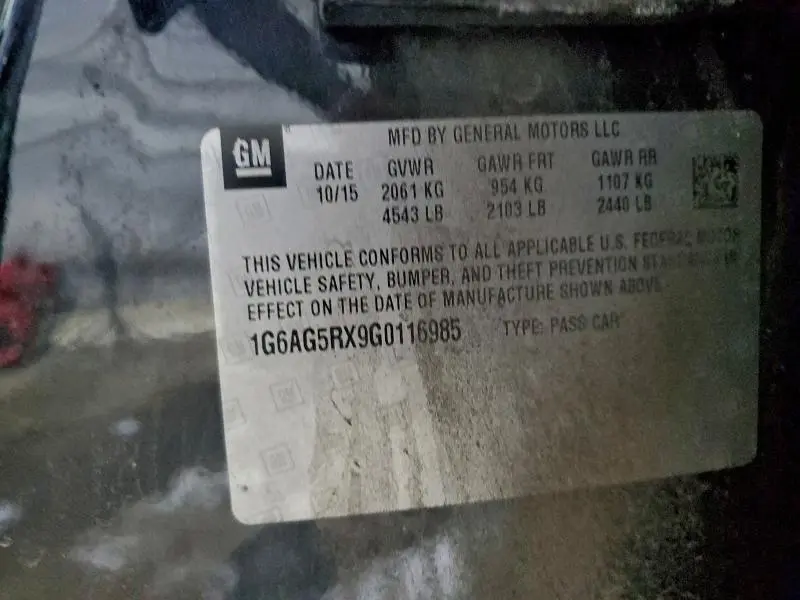 GM
MFD BY GENERAL MOTORS LLC
DATE GVWR GAWR FRT GAWR RR
10/15 2061 KG 954 KG 1107 KG
4543 LB 2103 LB 2440 LB
THIS VEHICLE CONFORMS TO ALL APPLICABLE U.S. FEDERAL MOTOR
VEHICLE SAFETY, BUMPER, AND THEFT PREVENTION STANDARDS IN
EFFECT ON THE DATE OF MANUFACTURE SHOWN ABOVE
1G6AG5RX9G0116985 TYPE: PASS CAR